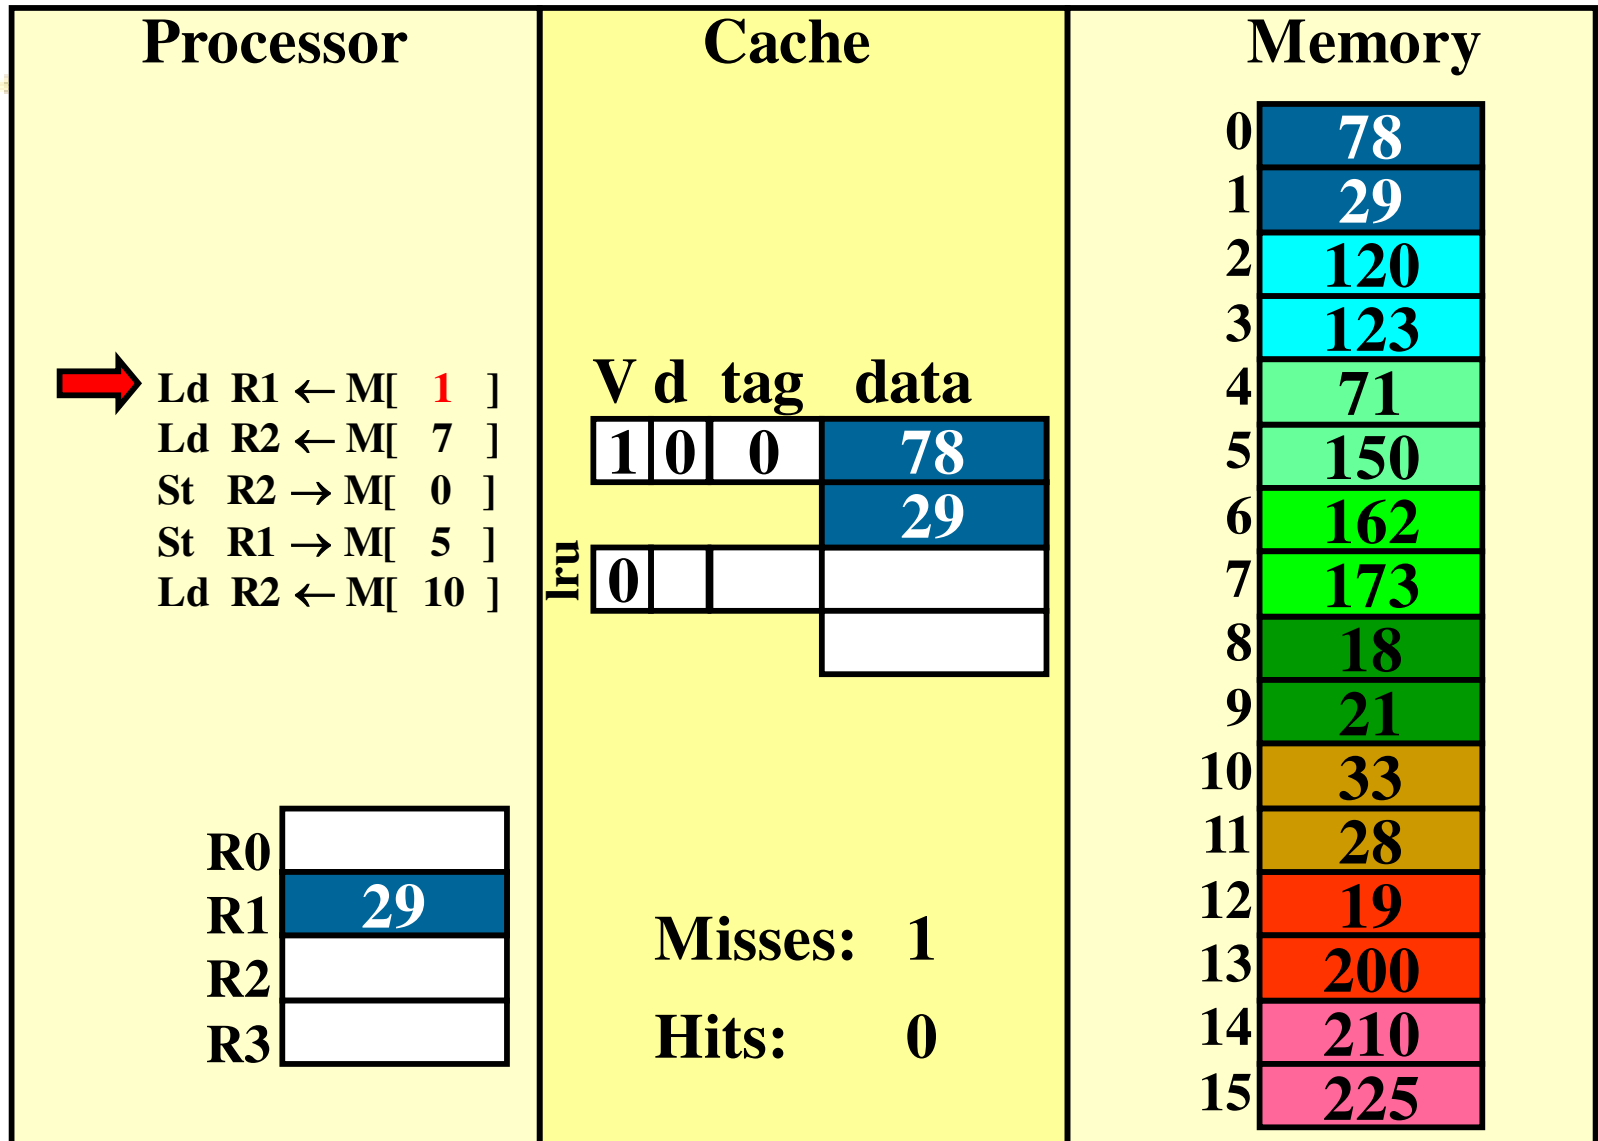 Processor
Ld R1 ← M[ 1 ]
Ld R2 ← M[ 7 ]
St R2 → M[ 0 ]
St R1 → M[ 5 ]
Ld R2 ← M[ 10 ]
R0
R1 29
R2
R3
Cache
V d tag data
1 0 0 78
29
lru
0
Misses: 1
Hits: 0
Memory
0 78
1 29
2 120
3 123
4 71
5 150
6 162
7 173
8 18
9 21
10 33
11 28
12 19
13 200
14 210
15 225